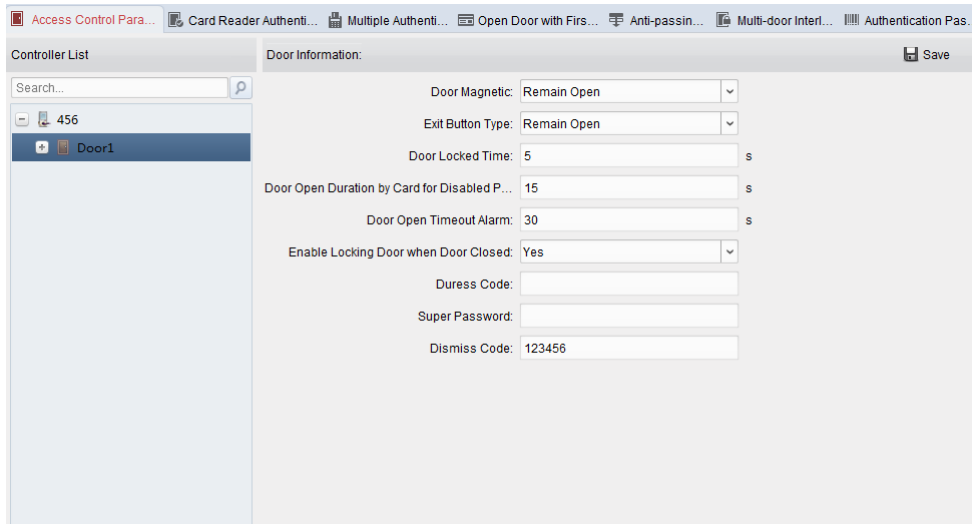 Access Control Para... Card Reader Authenti... Multiple Authenti... Open Door with Firs... Anti-passin... Multi-door Interl... Authentication Pas...
Controller List
Door Information:
Save
Search...
456
Door1
Door Magnetic: Remain Open
Exit Button Type: Remain Open
Door Locked Time: 5 s
Door Open Duration by Card for Disabled P... 15 s
Door Open Timeout Alarm: 30 s
Enable Locking Door when Door Closed: Yes
Duress Code:
Super Password:
Dismiss Code: 123456